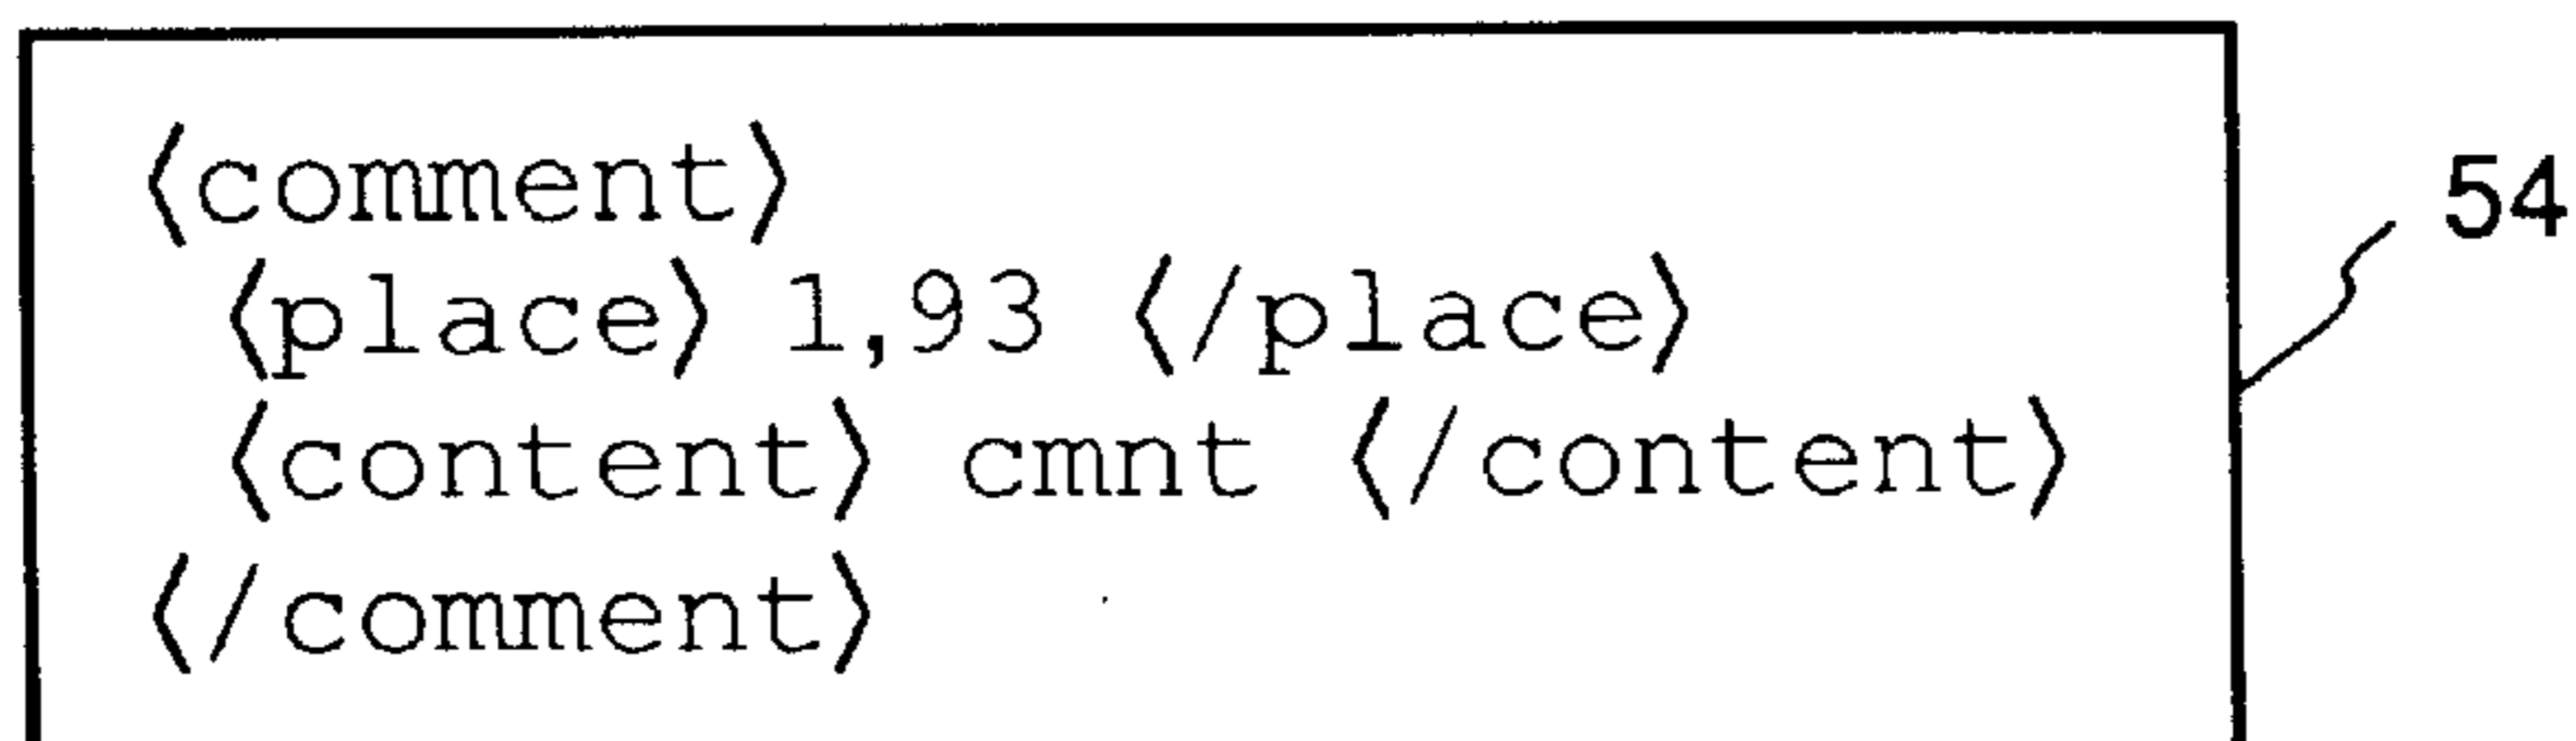 〈comment〉
〈place〉 1,93 〈/place〉
〈content〉 cmnt 〈/content〉
〈/comment〉
54